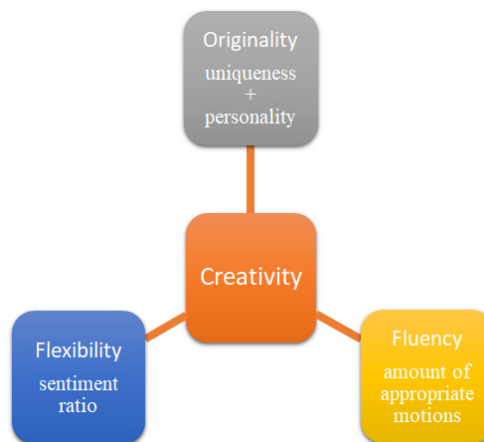 Originality
uniqueness
+
personality
Creativity
Flexibility
sentiment
ratio
Fluency
amount of
appropriate
motions